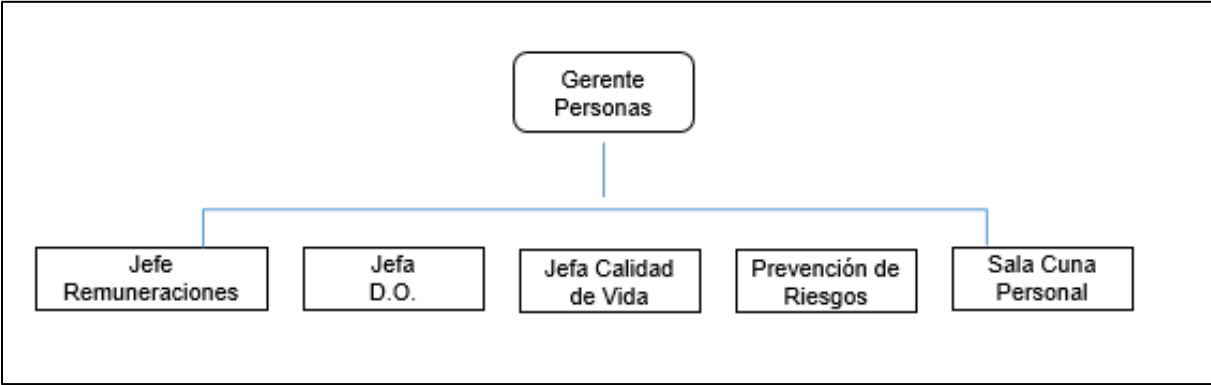 Gerente
Personas
Jefe
Remuneraciones
Jefa
D.O.
Jefa Calidad
de Vida
Prevención de
Riesgos
Sala Cuna
Personal